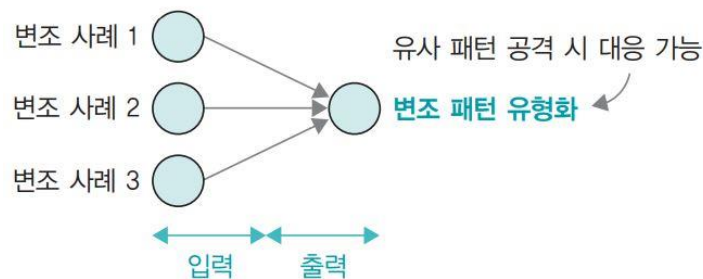 변조 사례 1
유사 패턴 공격 시 대응 가능
변조 사례 2
변조 패턴 유형화
변조 사례 3
입력
출력